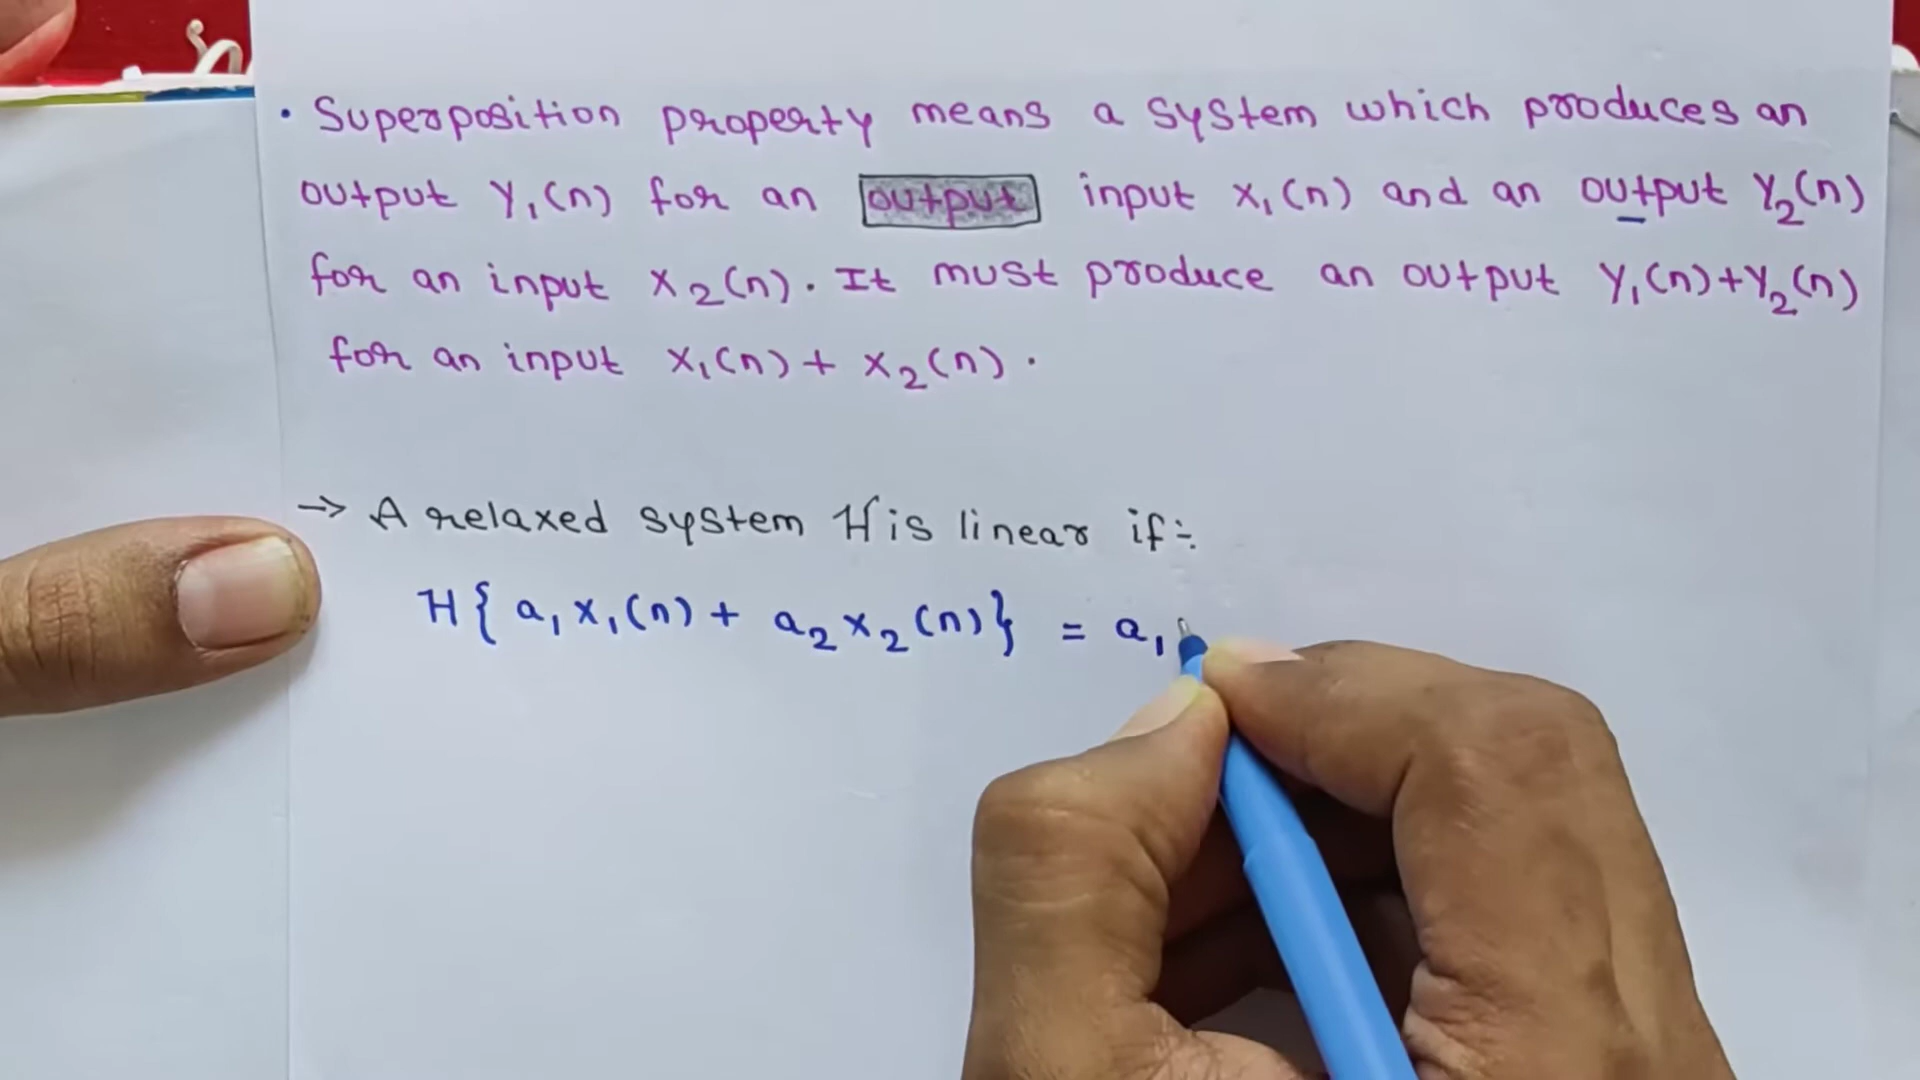 • Superposition property means a system which produces an
output y₁(n) for an output input x₁(n) and an output y₂(n)
for an input x₂(n). It must produce an output y₁(n)+y₂(n)
for an input x₁(n) + x₂(n).
→ A relaxed system H is linear if:-
H{a₁x₁(n) + a₂x₂(n)} = a₁